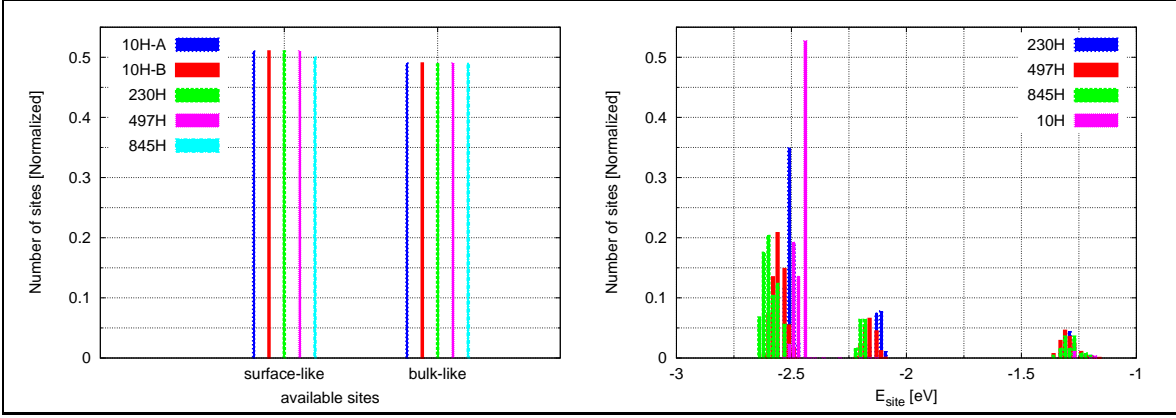 Number of sites [Normalized]
0.5
0.4
0.3
0.2
0.1
0
10H-A
10H-B
230H
497H
845H
surface-like bulk-like
available sites
Number of sites [Normalized]
0.5
0.4
0.3
0.2
0.1
0
230H
497H
845H
10H
-3 -2.5 -2 -1.5 -1
E_site [eV]